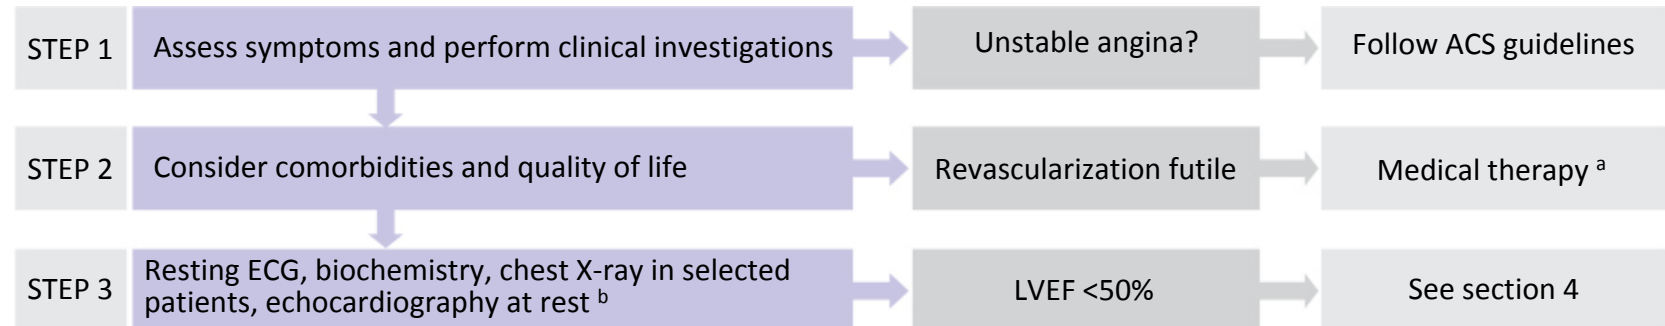 STEP 1
Assess symptoms and perform clinical investigations
Unstable angina?
Follow ACS guidelines
STEP 2
Consider comorbidities and quality of life
Revascularization futile
Medical therapy ᵃ
STEP 3
Resting ECG, biochemistry, chest X-ray in selected
patients, echocardiography at rest ᵇ
LVEF <50%
See section 4